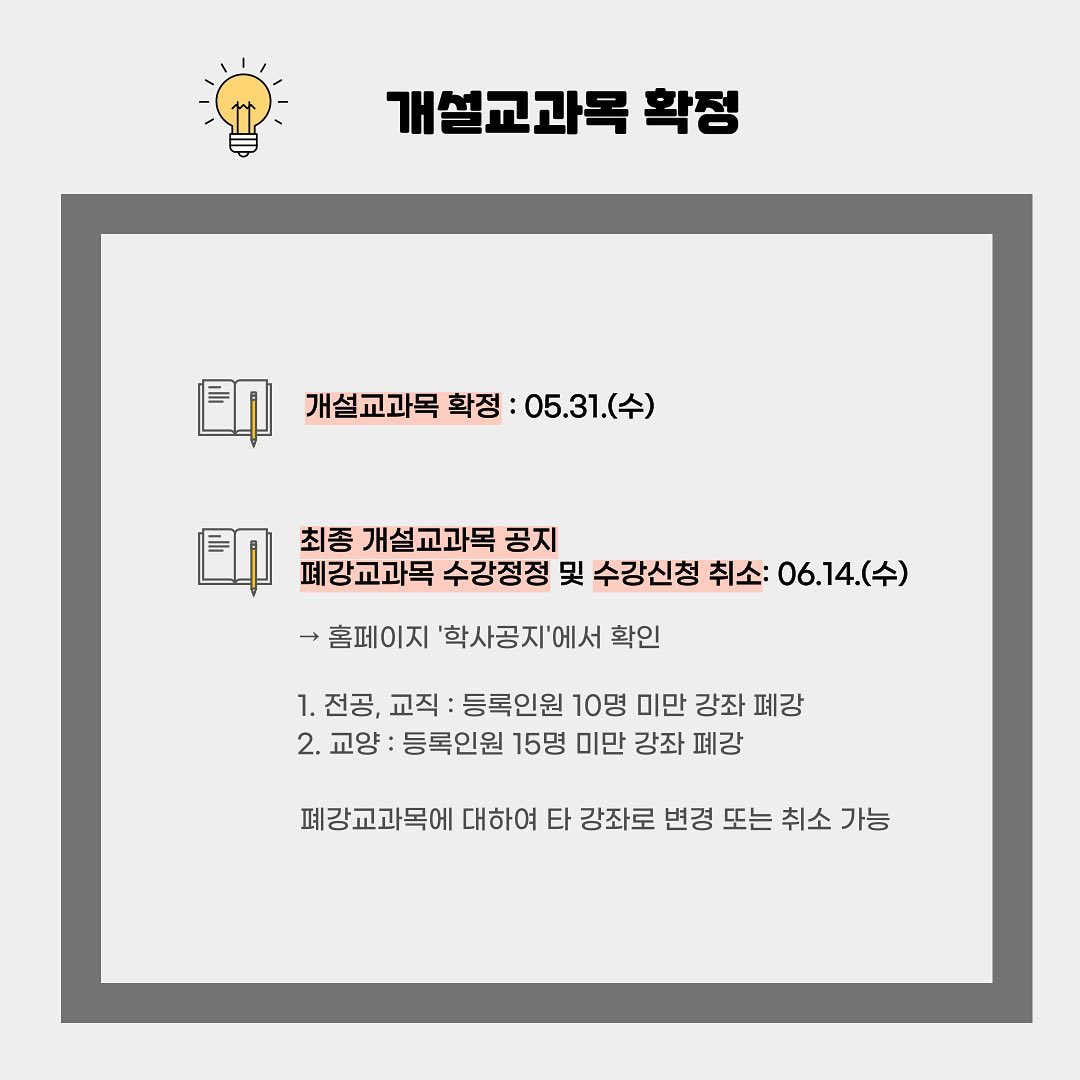 개설교과목 확정
개설교과목 확정 : 05.31.(수)
최종 개설교과목 공지
폐강교과목 수강정정 및 수강신청 취소: 06.14.(수)
→ 홈페이지 '학사공지'에서 확인
1. 전공, 교직 : 등록인원 10명 미만 강좌 폐강
2. 교양 : 등록인원 15명 미만 강좌 폐강
폐강교과목에 대하여 타 강좌로 변경 또는 취소 가능